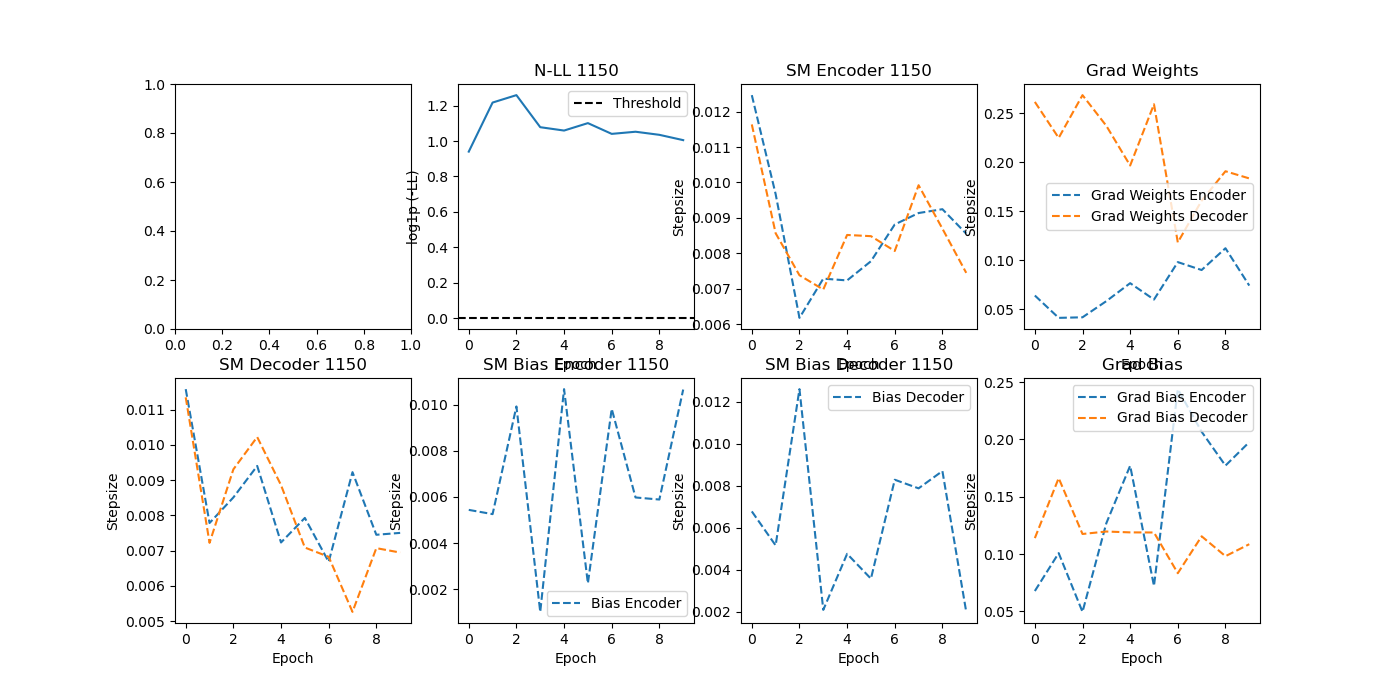 N-LL 1150
SM Encoder 1150
Grad Weights
1.0
0.8
0.6
0.4
0.2
0.0
0.0 0.2 0.4 0.6 0.8 1.0
log1p (-LL)
1.2
1.0
0.8
0.6
0.4
0.2
0.0
Threshold
0 2 4 6 8
Epoch
Stepsize
0.012
0.011
0.010
0.009
0.008
0.007
0.006
0 2 4 6 8
Epoch
Stepsize
0.25
0.20
0.15
0.10
0.05
Grad Weights Encoder
Grad Weights Decoder
0 2 4 6 8
Epoch
SM Decoder 1150
SM Bias Encoder 1150
SM Bias Decoder 1150
Grad Bias
Stepsize
0.011
0.010
0.009
0.008
0.007
0.006
0.005
0 2 4 6 8
Epoch
Stepsize
0.010
0.008
0.006
0.004
0.002
Bias Encoder
0 2 4 6 8
Epoch
Stepsize
0.012
0.010
0.008
0.006
0.004
0.002
Bias Decoder
0 2 4 6 8
Epoch
Stepsize
0.25
0.20
0.15
0.10
0.05
Grad Bias Encoder
Grad Bias Decoder
0 2 4 6 8
Epoch